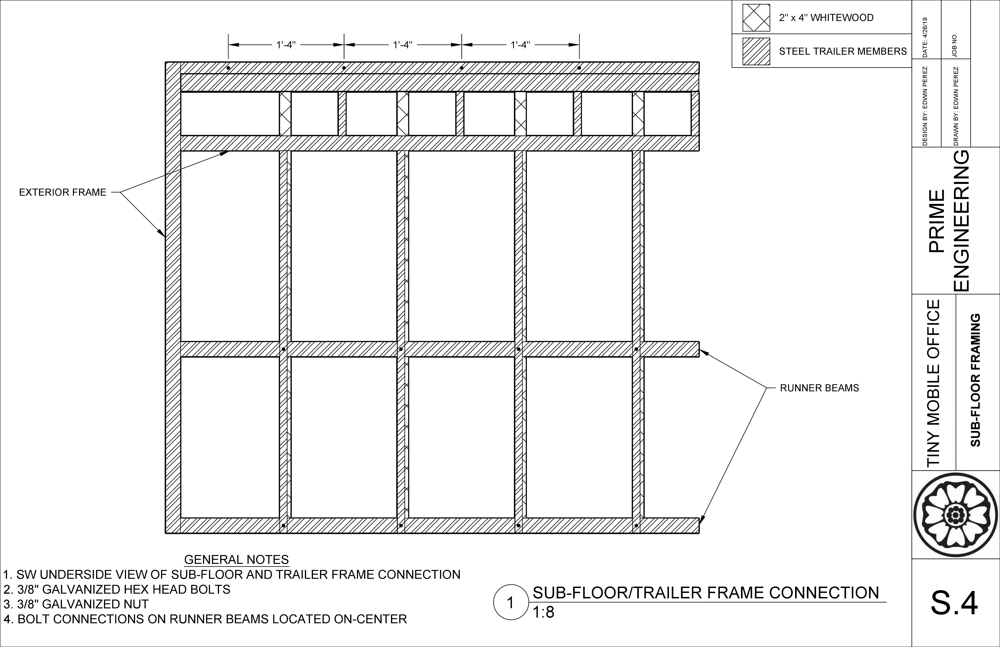 2" x 4" WHITEWOOD
STEEL TRAILER MEMBERS
1'-4"
1'-4"
1'-4"
EXTERIOR FRAME
RUNNER BEAMS
GENERAL NOTES
1. SW UNDERSIDE VIEW OF SUB-FLOOR AND TRAILER FRAME CONNECTION
2. 3/8" GALVANIZED HEX HEAD BOLTS
3. 3/8" GALVANIZED NUT
4. BOLT CONNECTIONS ON RUNNER BEAMS LOCATED ON-CENTER
1
SUB-FLOOR/TRAILER FRAME CONNECTION
1:8
DATE: 4/26/19
JOB NO.
DESIGN BY: EDWIN PEREZ
DRAWN BY: EDWIN PEREZ
PRIME
ENGINEERING
TINY MOBILE OFFICE
SUB-FLOOR FRAMING
S.4